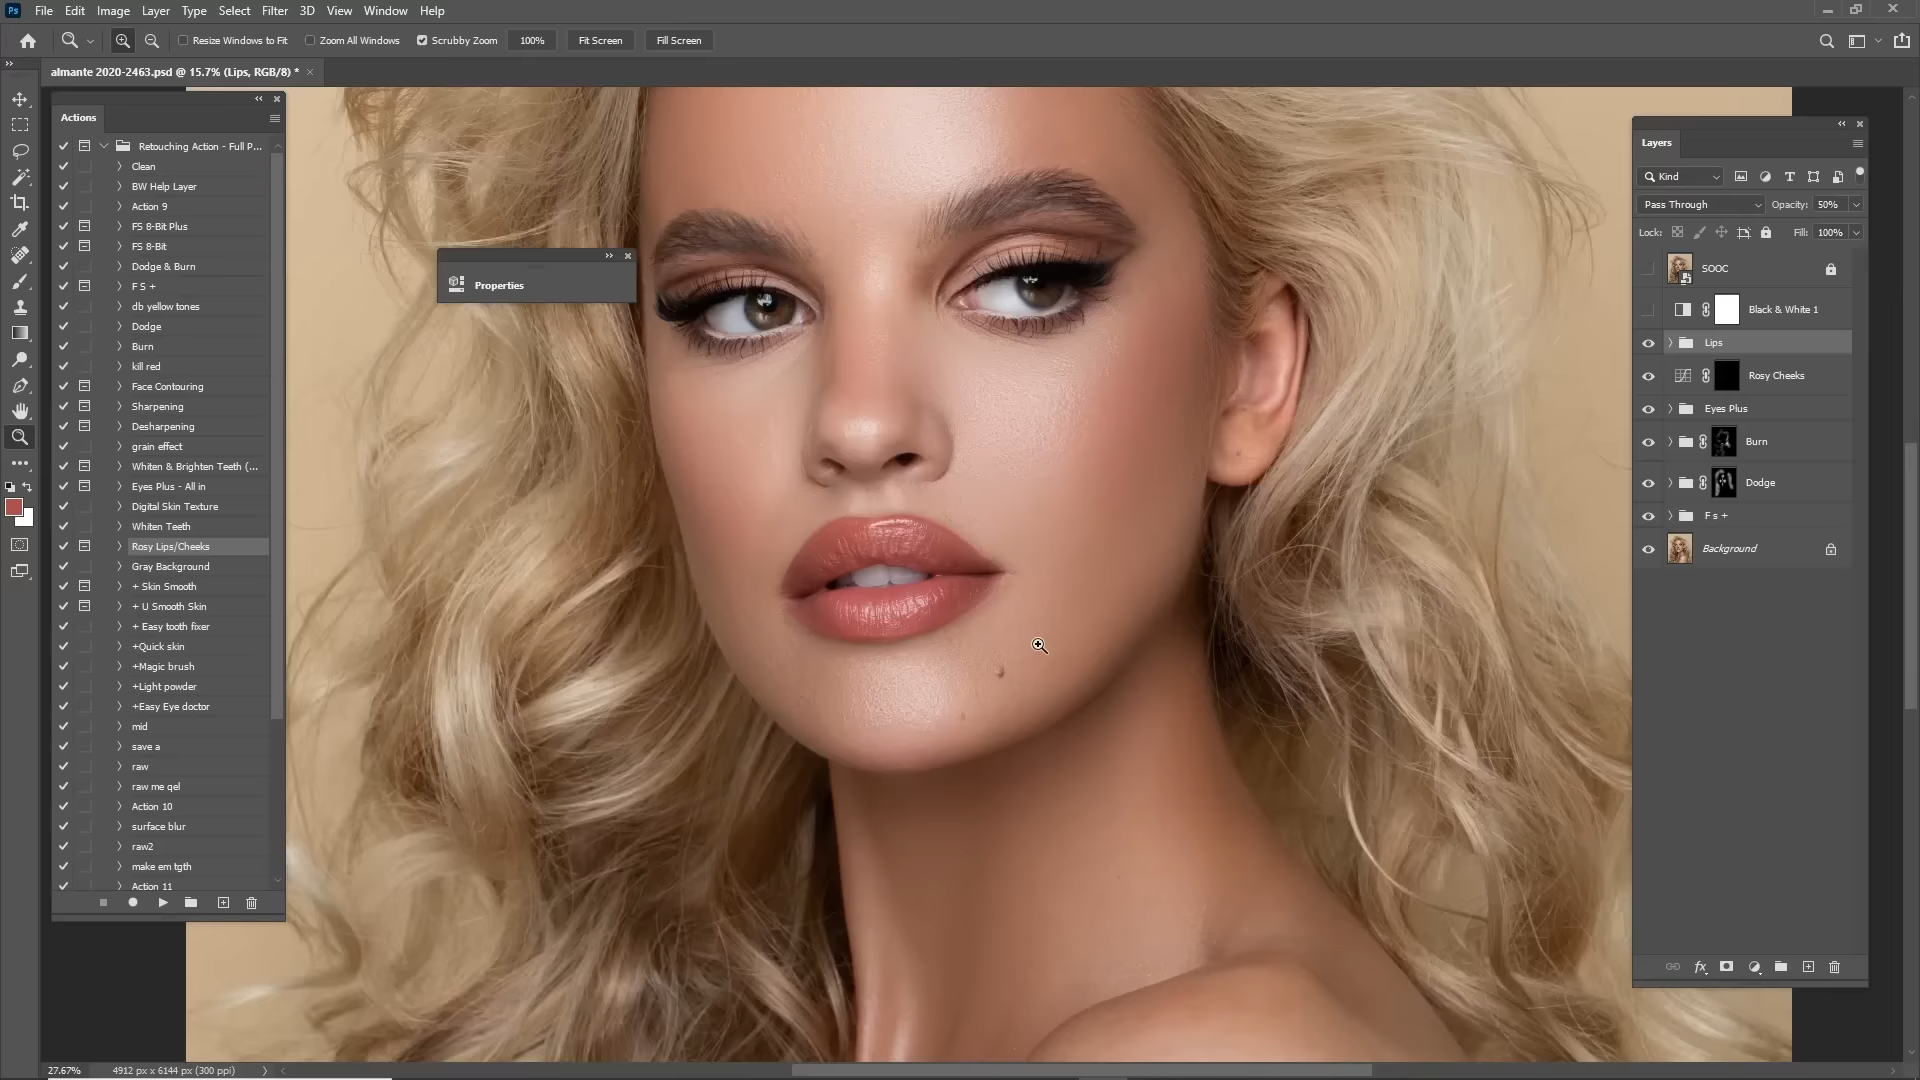 Ps File Edit Image Layer Type Select Filter 3D View Window Help
Resize Windows to Fit Zoom All Windows Scrubby Zoom 100% Fit Screen Fill Screen
almante 2020-2463.psd @ 15.7% (Lips, RGB/8) *
Actions
Retouching Action - Full P...
Clean
BW Help Layer
Action 9
FS 8-Bit Plus
FS 8-Bit
Dodge & Burn
F S +
db yellow tones
Dodge
Burn
kill red
Face Contouring
Sharpening
Desharpening
grain effect
Whiten & Brighten Teeth (...
Eyes Plus - All in
Digital Skin Texture
Whiten Teeth
Rosy Lips/Cheeks
Gray Background
+ Skin Smooth
+ U Smooth Skin
+ Easy tooth fixer
+Quick skin
+Magic brush
+Light powder
+Easy Eye doctor
mid
save a
raw
raw me qel
Action 10
surface blur
raw2
make em tgth
Action 11
Properties
Layers
Kind
Pass Through Opacity: 50%
Lock: Fill: 100%
SOOC
Black & White 1
Lips
Rosy Cheeks
Eyes Plus
Burn
Dodge
F s +
Background
fx
27.67% 4912 px x 6144 px (300 ppi)